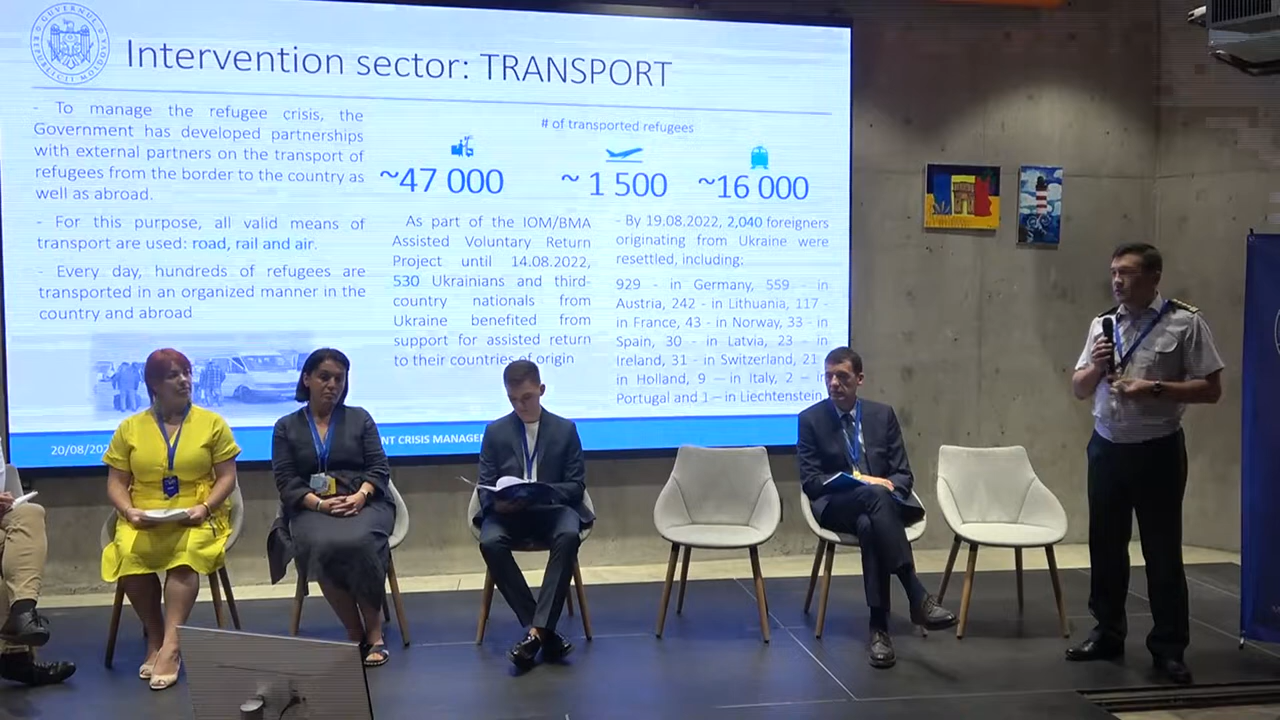 GUVERNUL
REPUBLICII MOLDOVA
Intervention sector: TRANSPORT
- To manage the refugee crisis, the
Government has developed partnerships
with external partners on the transport of
refugees from the border to the country as
well as abroad.
- For this purpose, all valid means of
transport are used: road, rail and air.
- Every day, hundreds of refugees are
transported in an organized manner in the
country and abroad
# of transported refugees
~47 000
~ 1 500
~16 000
As part of the IOM/BMA
Assisted Voluntary Return
Project until 14.08.2022,
530 Ukrainians and third-
country nationals from
Ukraine benefited from
support for assisted return
to their countries of origin
- By 19.08.2022, 2,040 foreigners
originating from Ukraine were
resettled, including:
929 - in Germany, 559 - in
Austria, 242 - in Lithuania, 117 -
in France, 43 - in Norway, 33 - in
Spain, 30 - in Latvia, 23 - in
Ireland, 31 - in Switzerland, 21
in Holland, 9 – in Italy, 2 – in
Portugal and 1 – in Liechtenstein
20/08/202
NT CRISIS MANAGEM